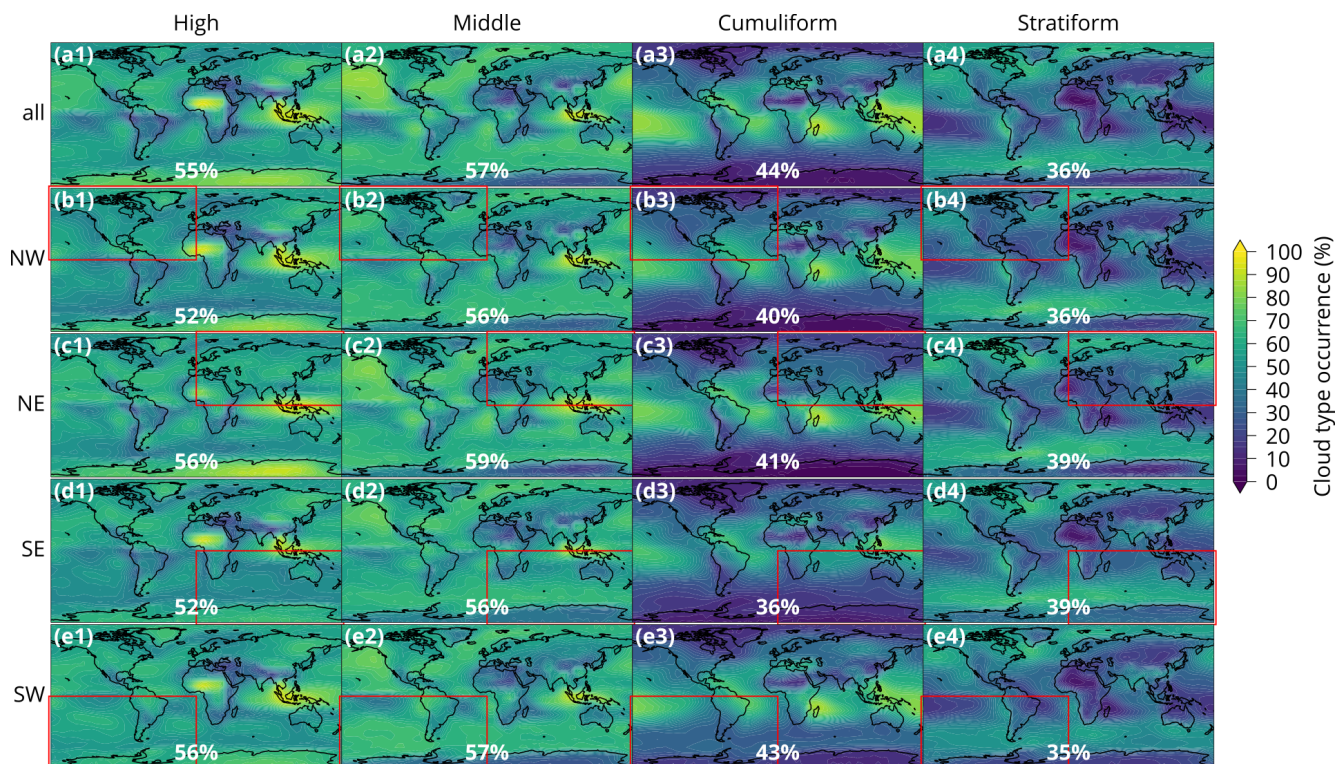 High Middle Cumuliform Stratiform
all (a1) (a2) (a3) (a4)
55% 57% 44% 36%
NW (b1) (b2) (b3) (b4)
52% 56% 40% 36%
NE (c1) (c2) (c3) (c4)
56% 59% 41% 39%
SE (d1) (d2) (d3) (d4)
52% 56% 36% 39%
SW (e1) (e2) (e3) (e4)
56% 57% 43% 35%
100
90
80
70
60
50
40
30
20
10
0
Cloud type occurrence (%)